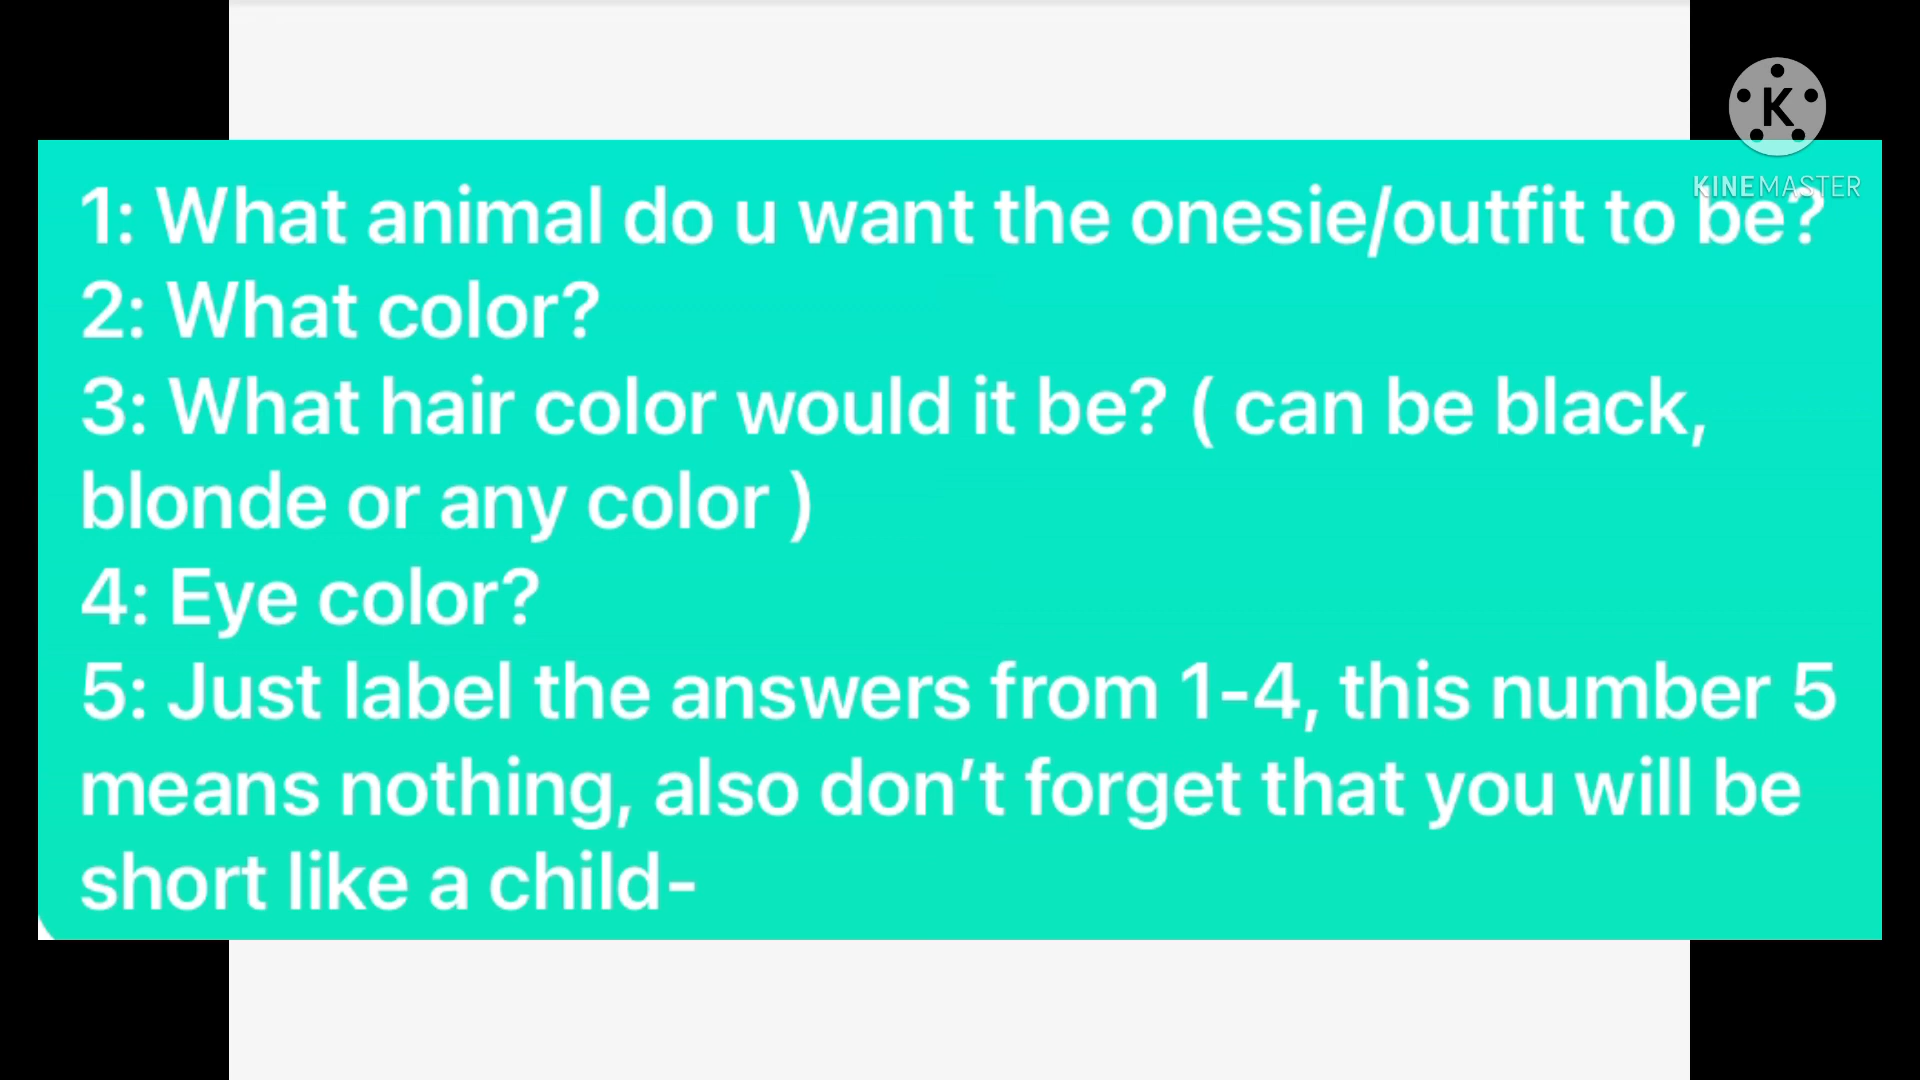 K
KINEMASTER
1: What animal do u want the onesie/outfit to be?
2: What color?
3: What hair color would it be? ( can be black,
blonde or any color )
4: Eye color?
5: Just label the answers from 1-4, this number 5
means nothing, also don’t forget that you will be
short like a child-